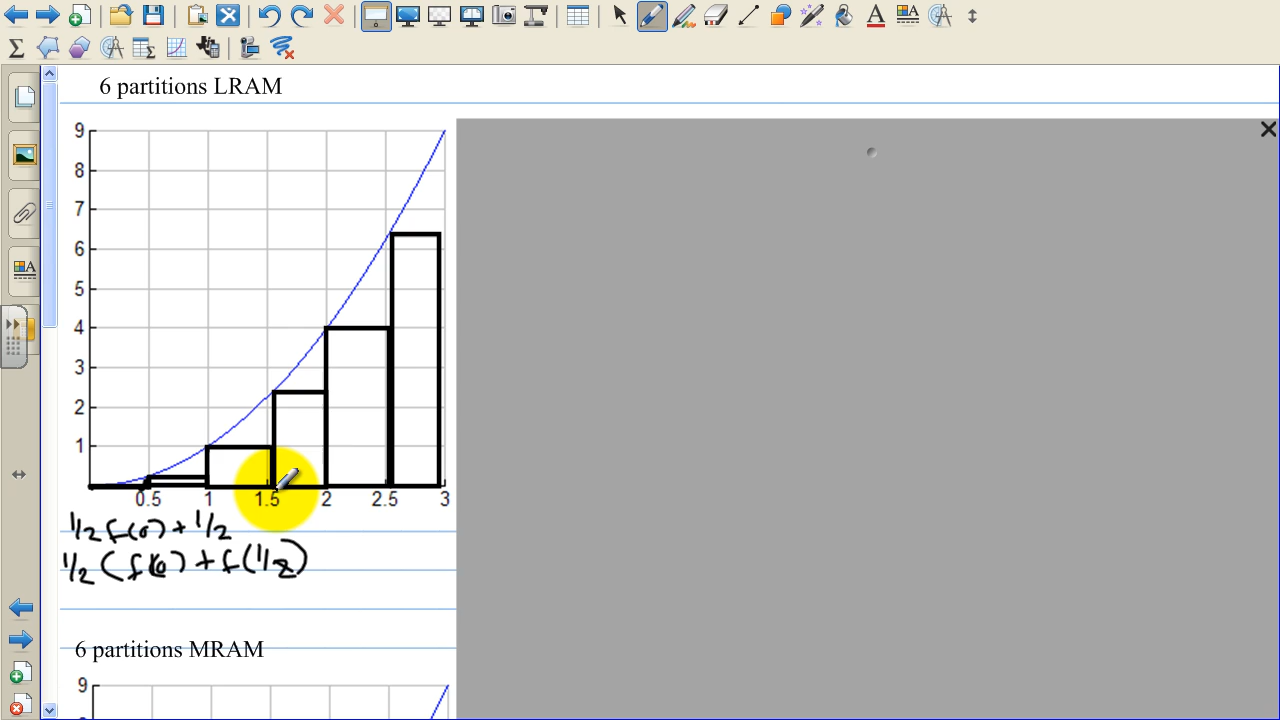 6 partitions LRAM
9
8
7
6
5
4
3
2
1
0.5 1 1.5 2 2.5 3
1/2 f(0) + 1/2
1/2 (f(0) + f(1/2)
6 partitions MRAM
9